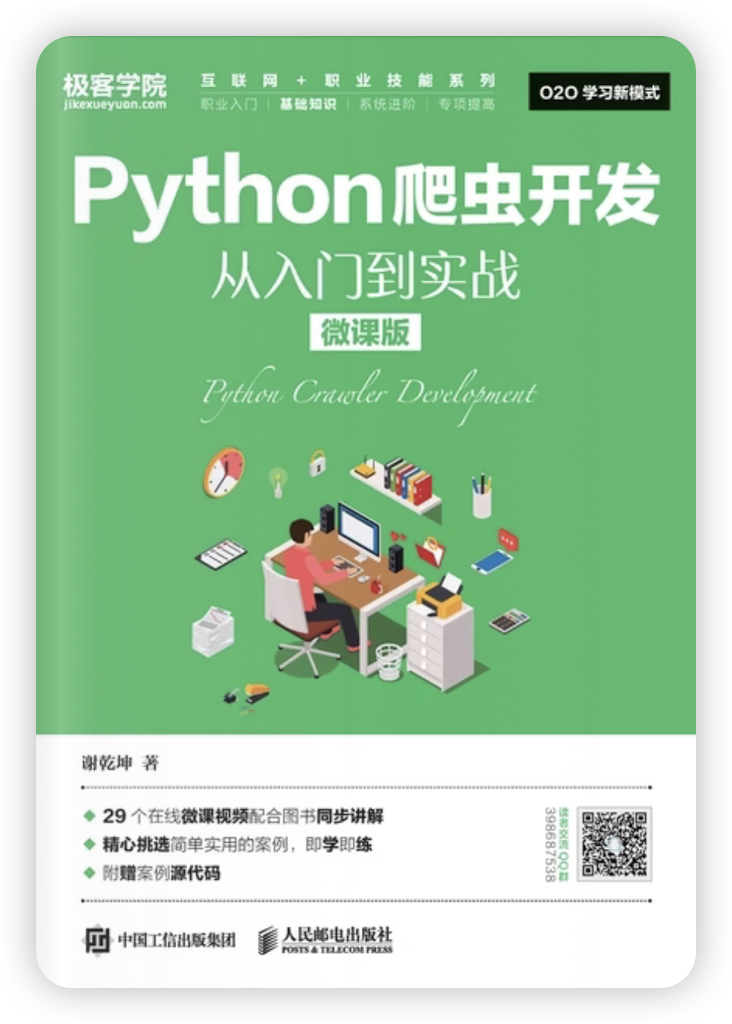 极客学院
jikexueyuan.com
互联网+职业技能系列
职业入门 | 基础知识 | 系统进阶 | 专项提高
O2O 学习新模式
Python爬虫开发
从入门到实战
微课版
Python Crawler Development
谢乾坤 著
29 个在线微课视频配合图书同步讲解
精心挑选简单实用的案例，即学即练
附赠案例源代码
读者交流QQ群
398687538
中国工信出版集团
人民邮电出版社
POSTS & TELECOM PRESS